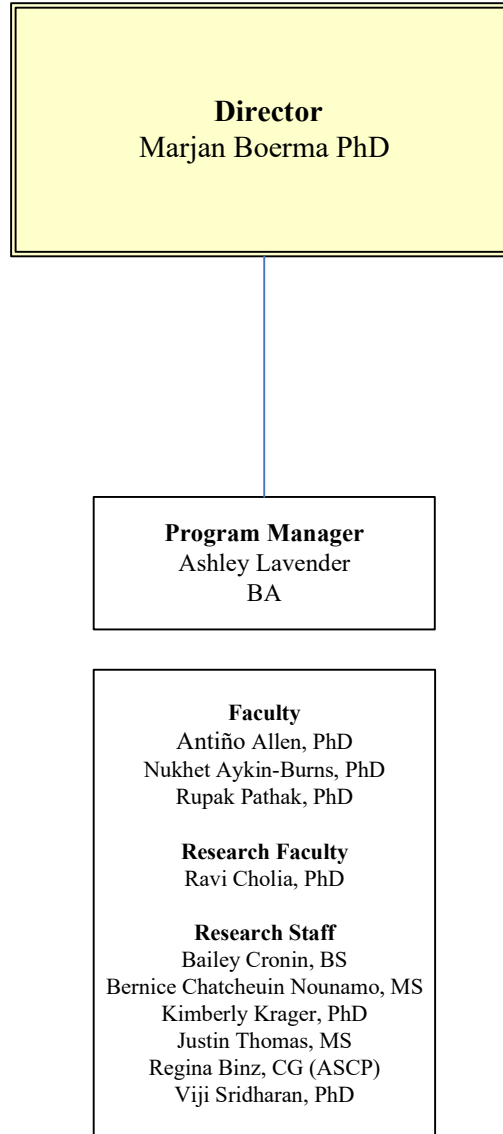 Director
Marjan Boerma PhD
Program Manager
Ashley Lavender
BA
Faculty
Antiño Allen, PhD
Nukhet Aykin-Burns, PhD
Rupak Pathak, PhD
Research Faculty
Ravi Cholia, PhD
Research Staff
Bailey Cronin, BS
Bernice Chatcheuin Nounamo, MS
Kimberly Krager, PhD
Justin Thomas, MS
Regina Binz, CG (ASCP)
Viji Sridharan, PhD